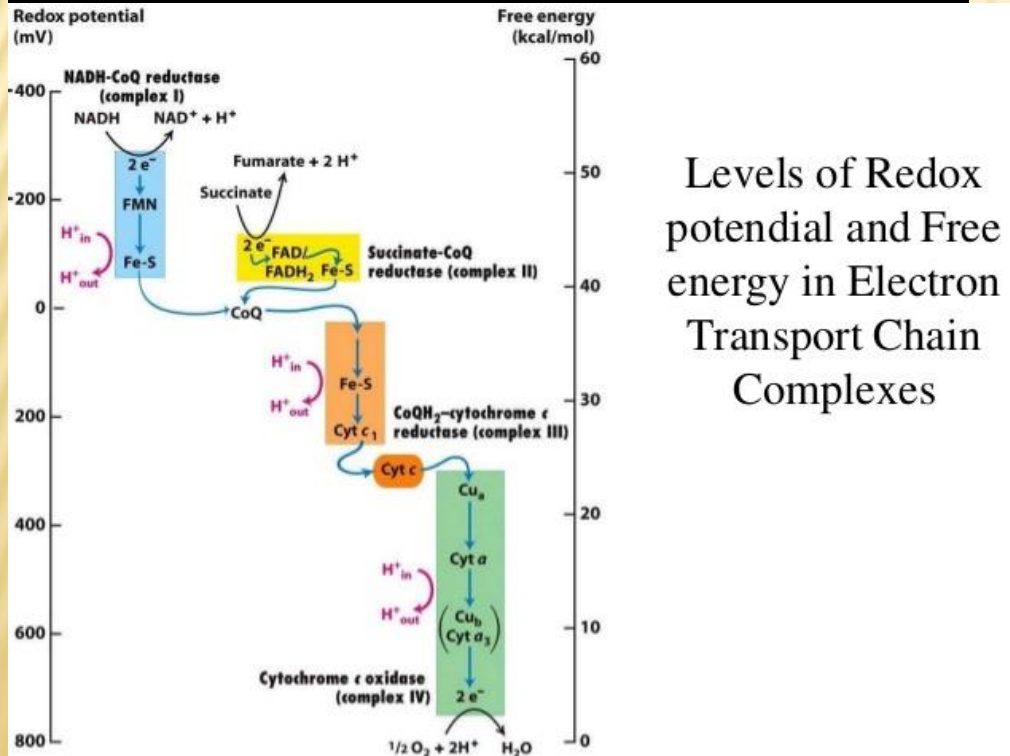 Redox potential
(mV)
Free energy
(kcal/mol)
60
-400
NADH-CoQ reductase
(complex I)
NADH NAD⁺ + H⁺
2 e⁻
Fumarate + 2 H⁺
50
Succinate
-200
FMN
H⁺in
Fe-S
H⁺out
2 e⁻
FAD/
FADH₂ Fe-S
Succinate-CoQ
reductase (complex II)
40
0
CoQ
H⁺in
Fe-S
H⁺out
30
200
Cyt c₁
CoQH₂–cytochrome c
reductase (complex III)
Cyt c
Cuₐ
20
400
Cyt a
H⁺in
H⁺out
Cub
Cyt a₃
10
600
Cytochrome c oxidase
(complex IV)
2 e⁻
800
1/2 O₂ + 2H⁺ H₂O
0
Levels of Redox
potendial and Free
energy in Electron
Transport Chain
Complexes